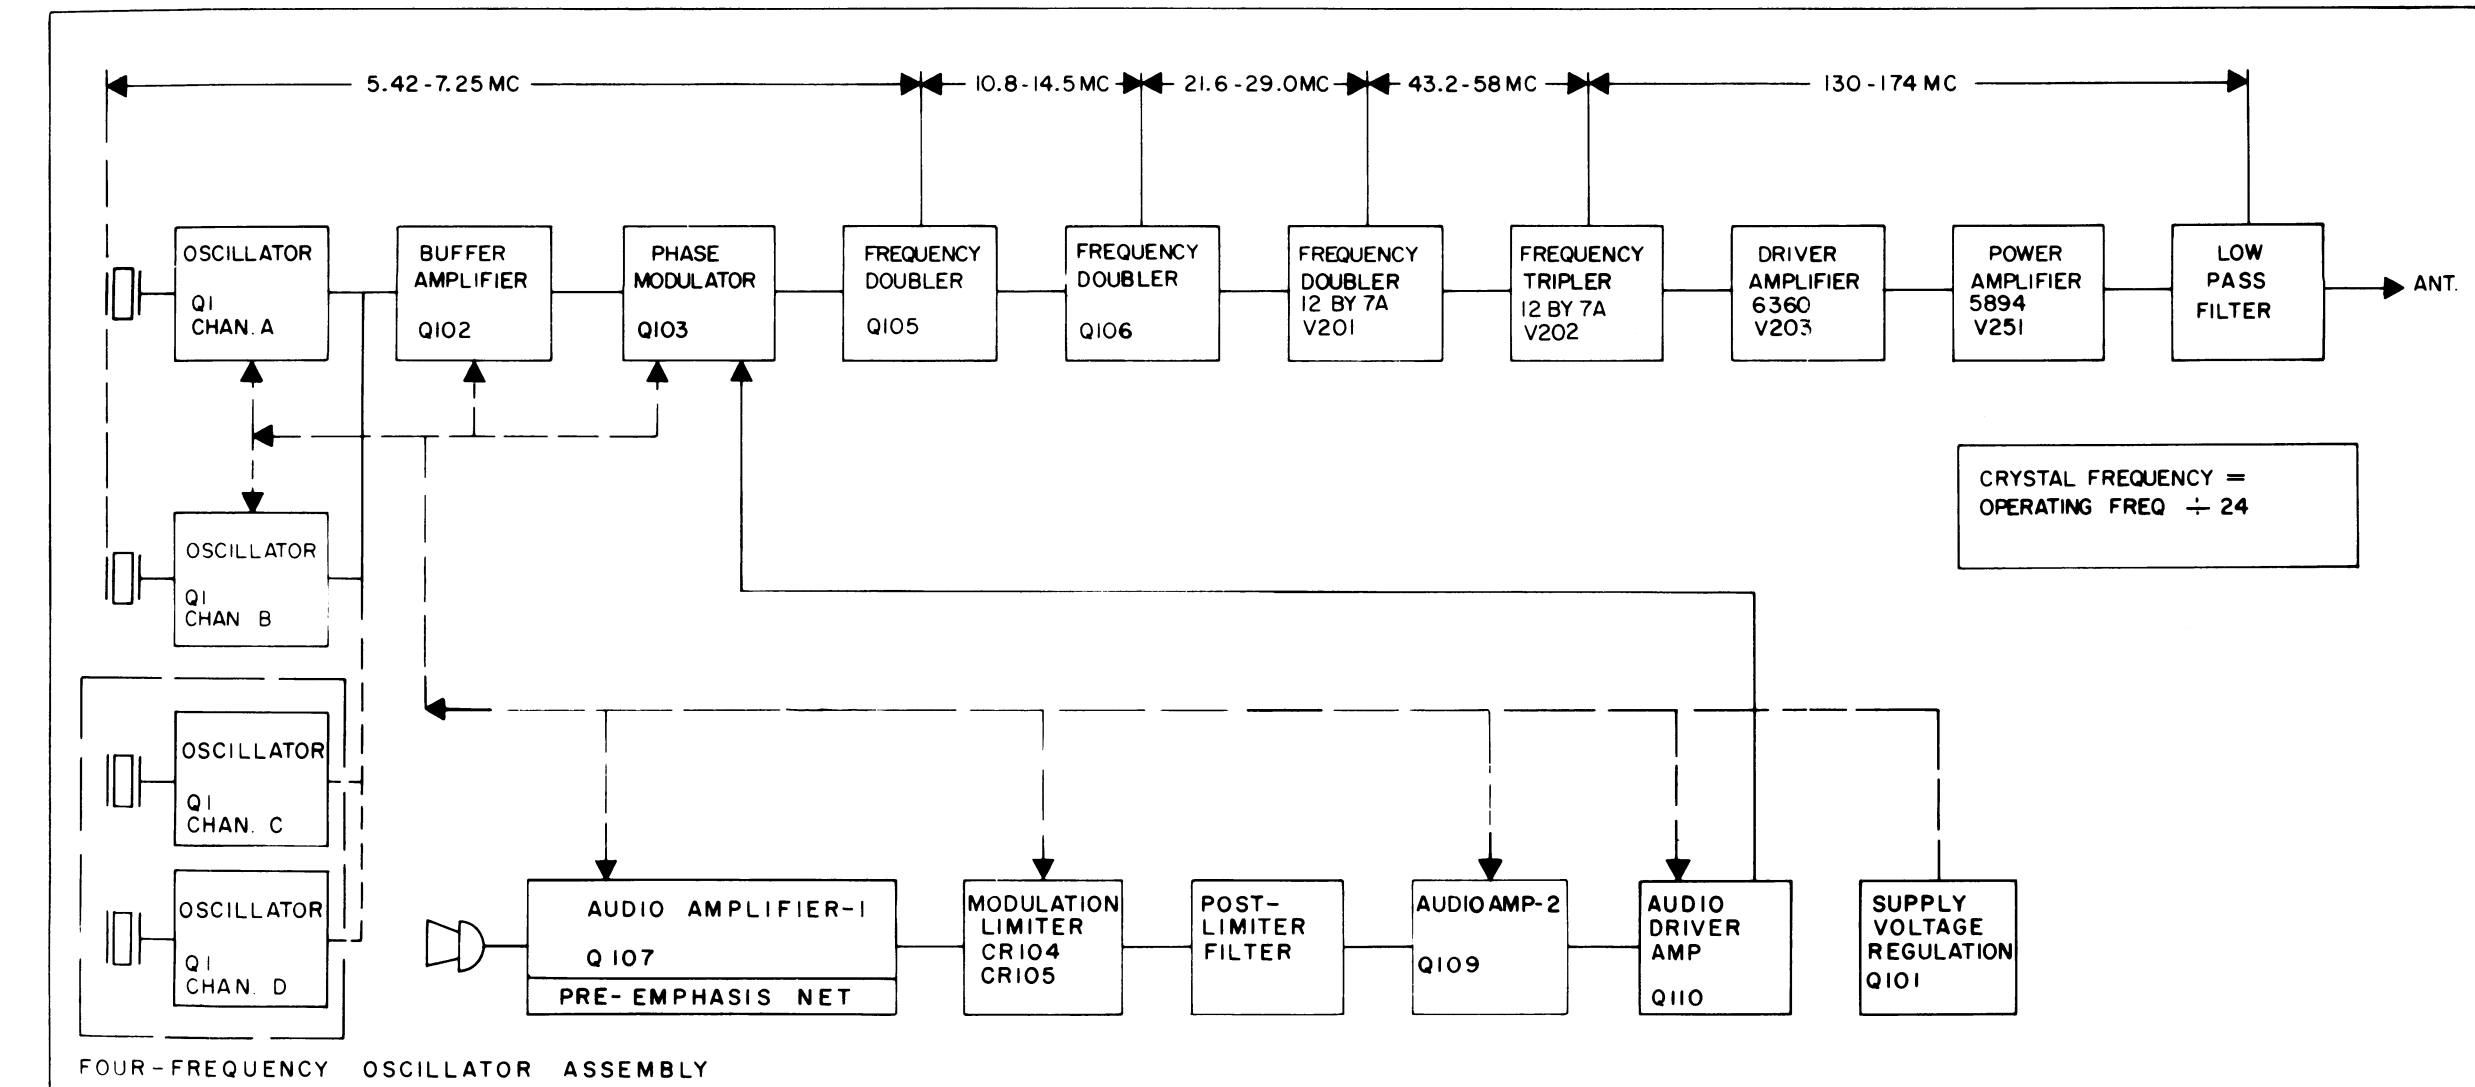 5.42-7.25 MC
10.8-14.5 MC
21.6-29.0MC
43.2-58 MC
130-174 MC
OSCILLATOR
Q1
CHAN. A
BUFFER
AMPLIFIER
Q102
PHASE
MODULATOR
Q103
FREQUENCY
DOUBLER
Q105
FREQUENCY
DOUBLER
Q106
FREQUENCY
DOUBLER
12 BY 7A
V201
FREQUENCY
TRIPLER
12 BY 7A
V202
DRIVER
AMPLIFIER
6360
V203
POWER
AMPLIFIER
5894
V251
LOW
PASS
FILTER
ANT.
CRYSTAL FREQUENCY =
OPERATING FREQ ÷ 24
OSCILLATOR
Q1
CHAN B
OSCILLATOR
Q1
CHAN. C
OSCILLATOR
Q1
CHAN. D
AUDIO AMPLIFIER-1
Q107
PRE-EMPHASIS NET
MODULATION
LIMITER
CR104
CR105
POST-
LIMITER
FILTER
AUDIO AMP-2
Q109
AUDIO
DRIVER
AMP
Q110
SUPPLY
VOLTAGE
REGULATION
Q101
FOUR-FREQUENCY OSCILLATOR ASSEMBLY